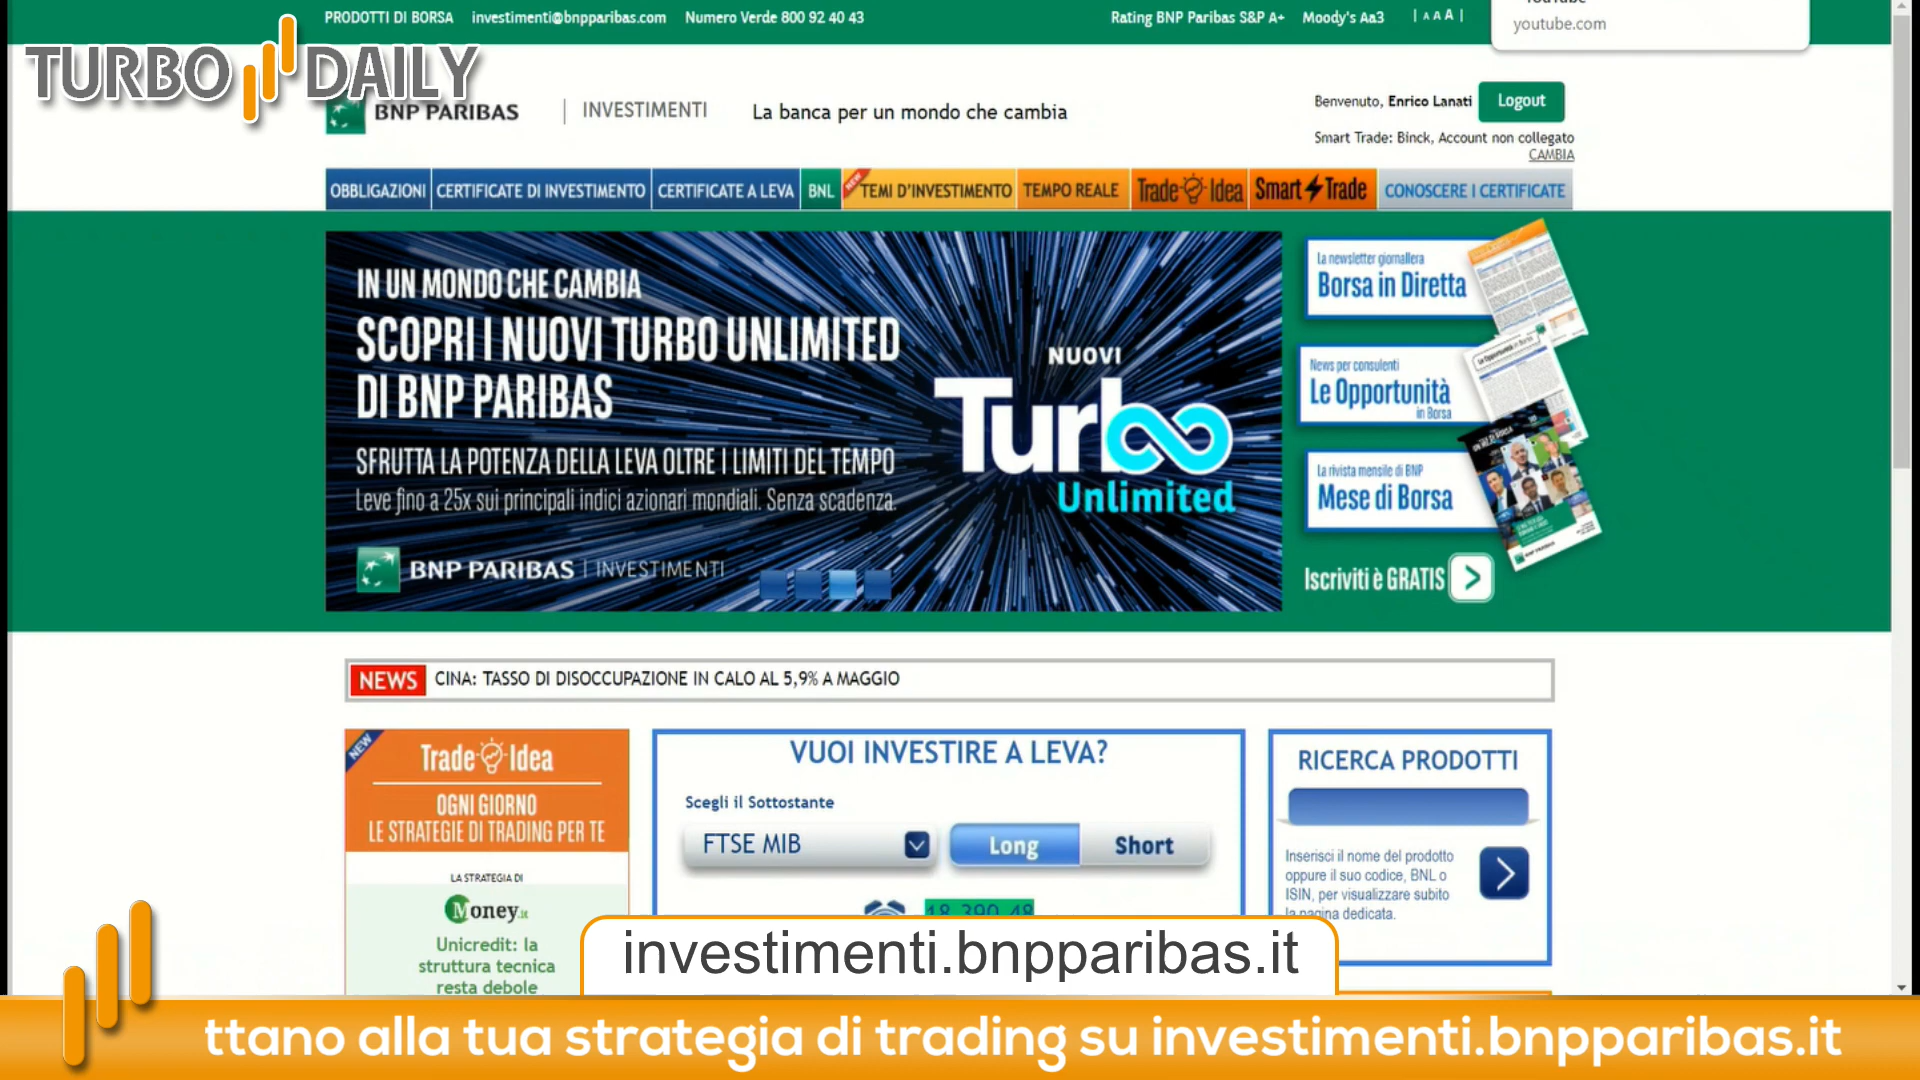 PRODOTTI DI BORSA investimenti@bnpparibas.com Numero Verde 800 92 40 43 Rating BNP Paribas S&P A+ Moody's Aa3 | A A A |
youtube.com
TURBO DAILY
BNP PARIBAS | INVESTIMENTI La banca per un mondo che cambia
Benvenuto, Enrico Lanati Logout
Smart Trade: Binck, Account non collegato
CAMBIA
OBBLIGAZIONI CERTIFICATE DI INVESTIMENTO CERTIFICATE A LEVA BNL NEW TEMI D'INVESTIMENTO TEMPO REALE Trade Idea Smart Trade CONOSCERE I CERTIFICATE
IN UN MONDO CHE CAMBIA
SCOPRI I NUOVI TURBO UNLIMITED
DI BNP PARIBAS
SFRUTTA LA POTENZA DELLA LEVA OLTRE I LIMITI DEL TEMPO
Leve fino a 25x sui principali indici azionari mondiali. Senza scadenza.
BNP PARIBAS | INVESTIMENTI
NUOVI
Turbo
Unlimited
La newsletter giornaliera
Borsa in Diretta
News per consulenti
Le Opportunità
in Borsa
La rivista mensile di BNP
Mese di Borsa
Iscriviti è GRATIS
NEWS CINA: TASSO DI DISOCCUPAZIONE IN CALO AL 5,9% A MAGGIO
NEW
Trade Idea
OGNI GIORNO
LE STRATEGIE DI TRADING PER TE
LA STRATEGIA DI
Money.it
Unicredit: la
struttura tecnica
resta debole
VUOI INVESTIRE A LEVA?
Scegli il Sottostante
FTSE MIB Long Short
18.390,48
RICERCA PRODOTTI
Inserisci il nome del prodotto
oppure il suo codice, BNL o
ISIN, per visualizzare subito
la pagina dedicata.
investimenti.bnpparibas.it
ttano alla tua strategia di trading su investimenti.bnpparibas.it